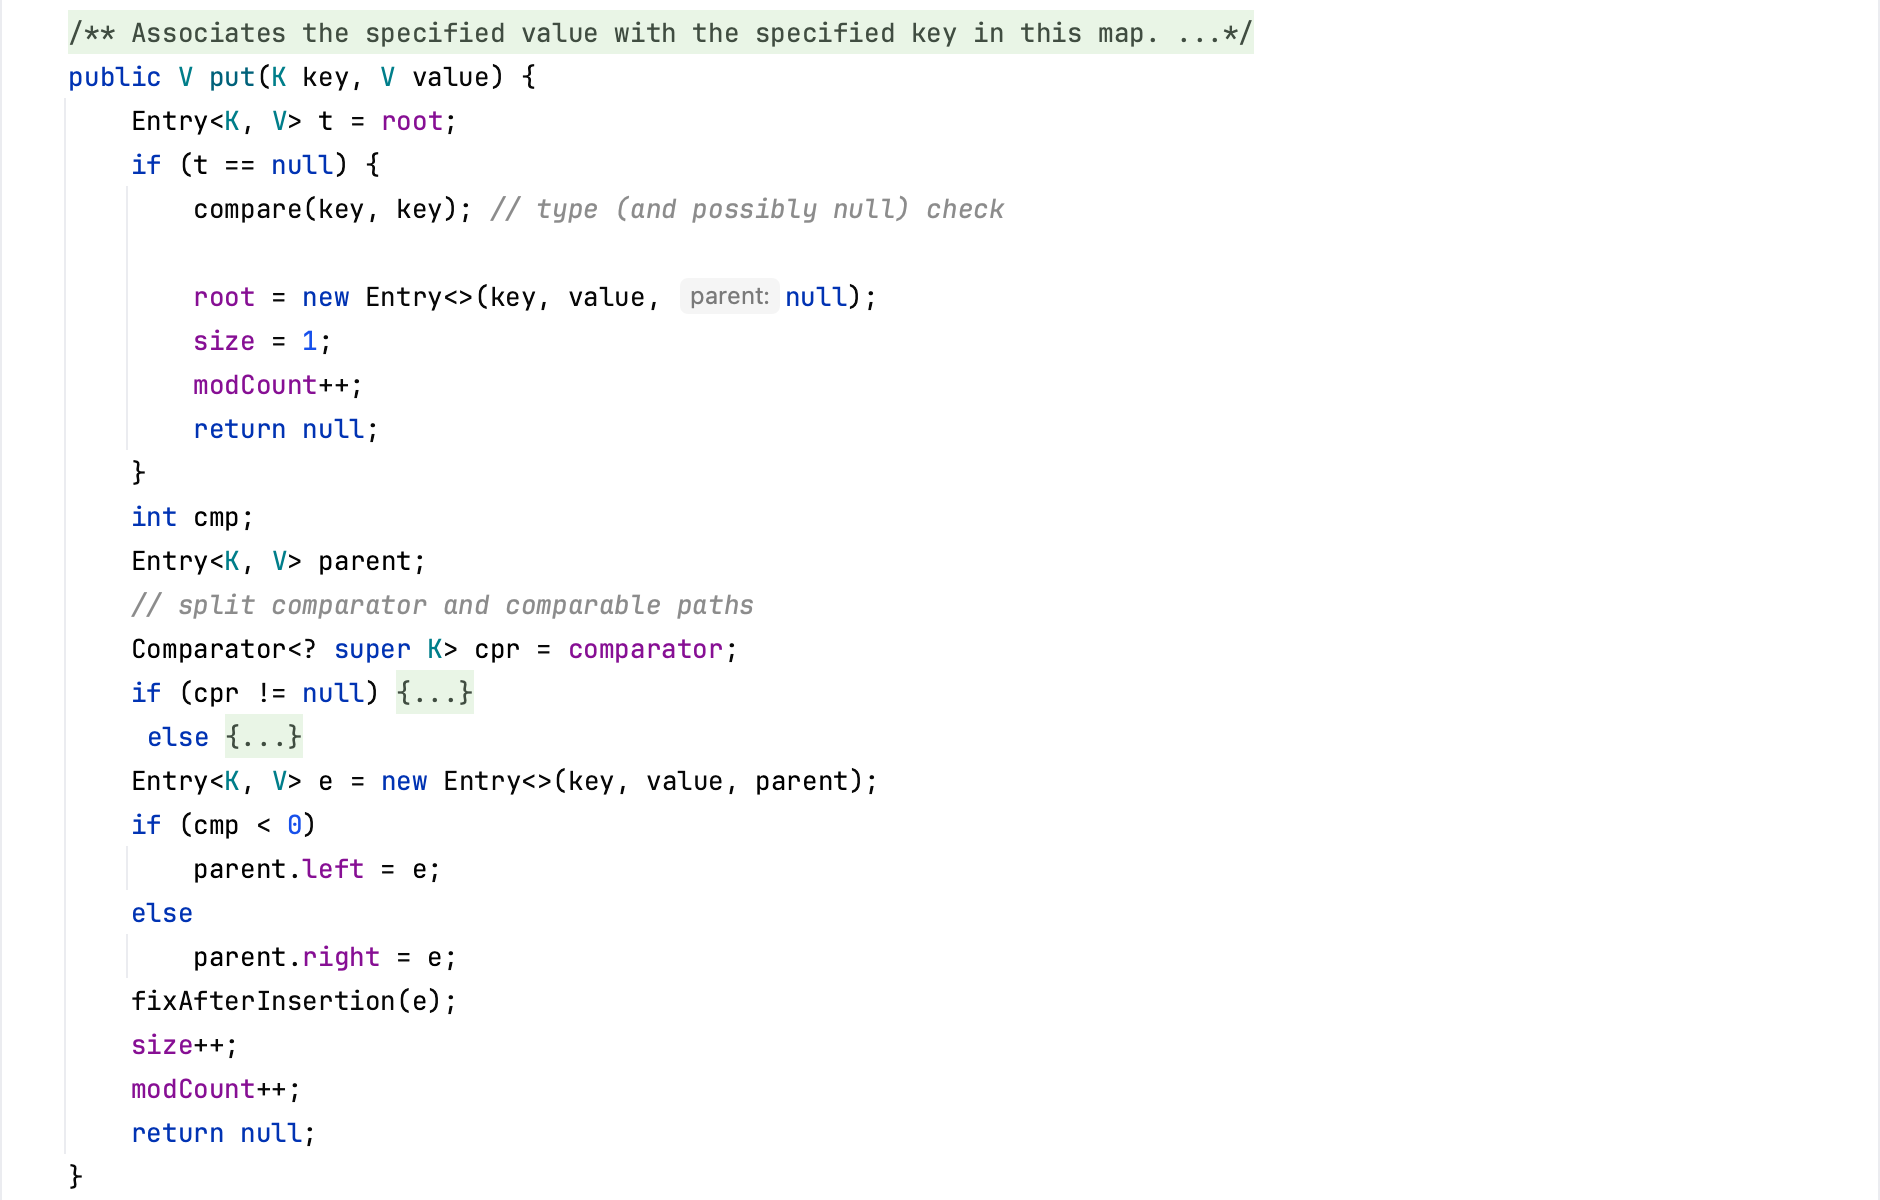 /** Associates the specified value with the specified key in this map. ...*/
public V put(K key, V value) {
    Entry<K, V> t = root;
    if (t == null) {
        compare(key, key); // type (and possibly null) check

        root = new Entry<>(key, value, parent: null);
        size = 1;
        modCount++;
        return null;
    }
    int cmp;
    Entry<K, V> parent;
    // split comparator and comparable paths
    Comparator<? super K> cpr = comparator;
    if (cpr != null) {...}
     else {...}
    Entry<K, V> e = new Entry<>(key, value, parent);
    if (cmp < 0)
        parent.left = e;
    else
        parent.right = e;
    fixAfterInsertion(e);
    size++;
    modCount++;
    return null;
}